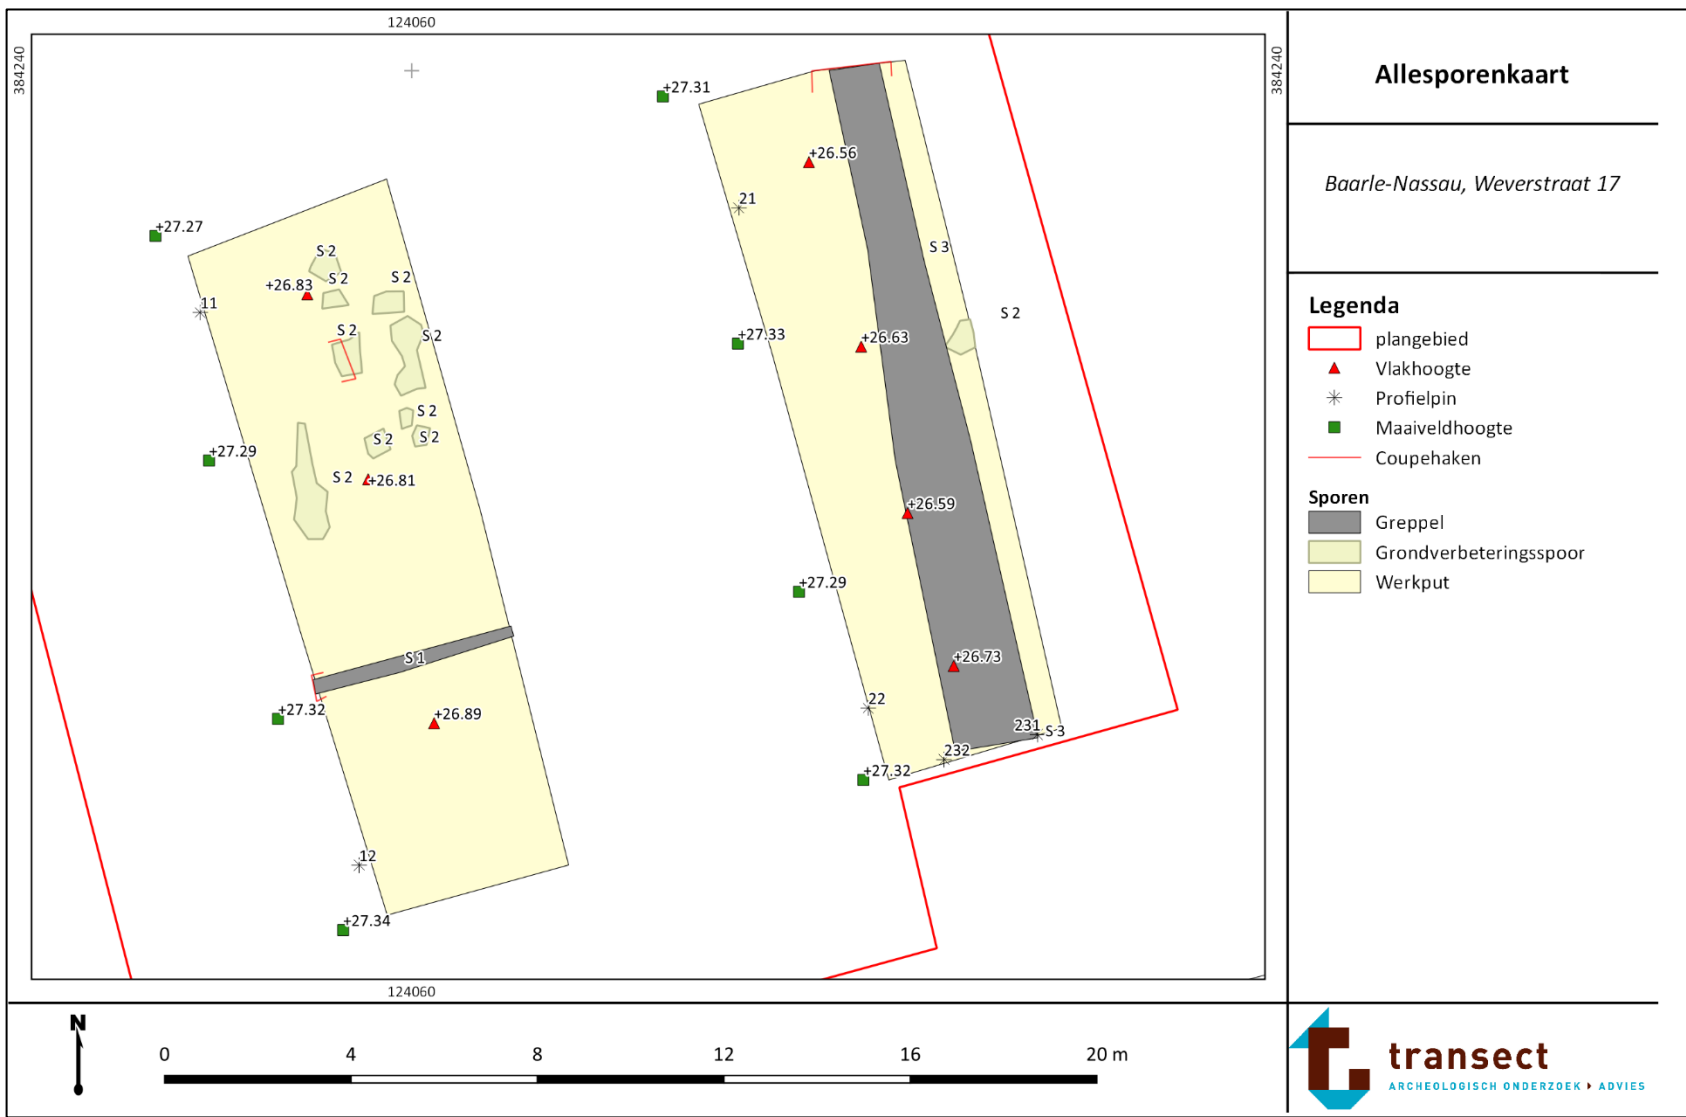 124060
384240
384240
+27.31
+26.56
21
+27.27
S 3
S 2
S 2
S 2
+26.83
11
S 2
S 2
S 2
S 2
+27.33
+26.63
S 2
S 2
S 2
+27.29
S 2
+26.81
+26.59
+27.29
S 1
+26.73
+27.32
+26.89
22
231
S 3
232
+27.32
12
+27.34
124060
Allesporenkaart
Baarle-Nassau, Weverstraat 17
Legenda
plangebied
Vlakhoogte
Profielpin
Maaiveldhoogte
Coupehaken
Sporen
Greppel
Grondverbeteringsspoor
Werkput
N
0 4 8 12 16 20 m
transect
ARCHEOLOGISCH ONDERZOEK ADVIES